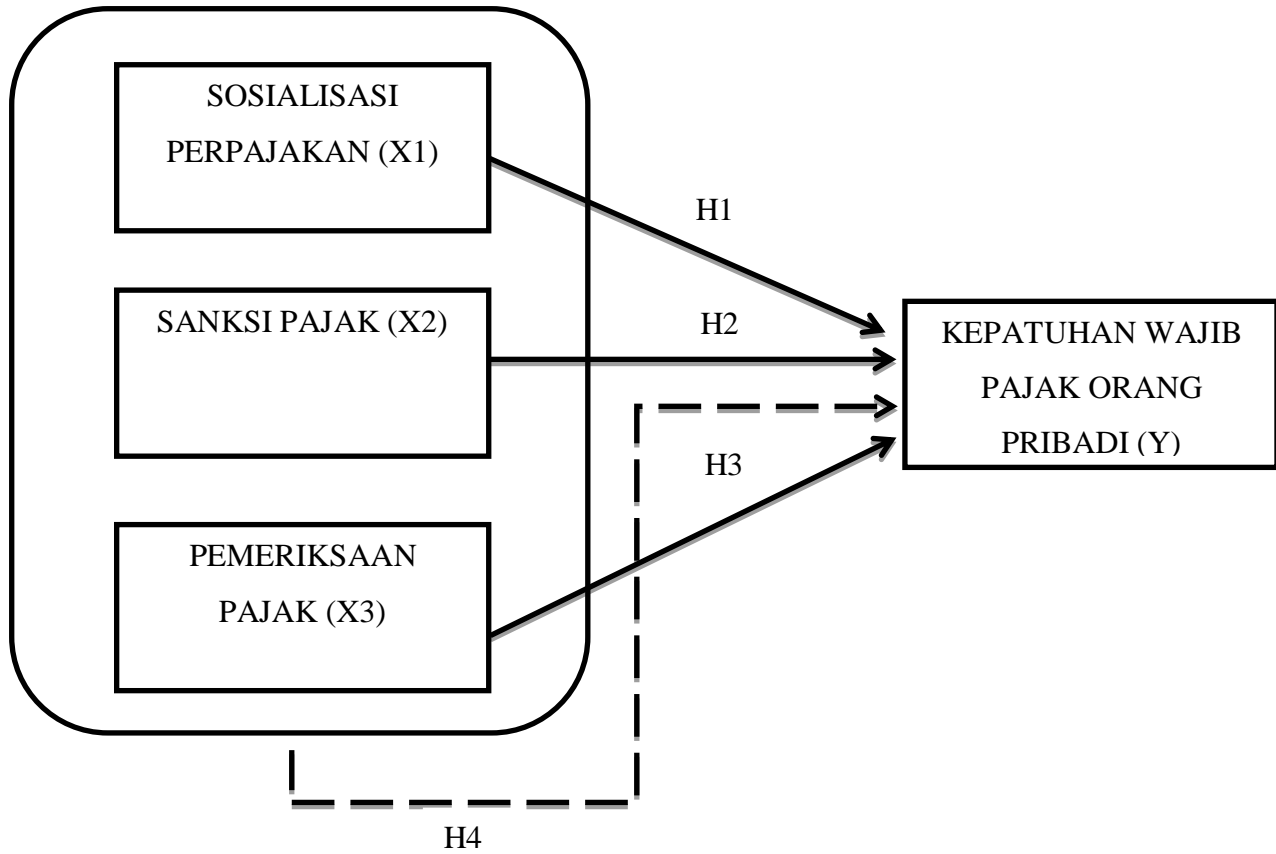 SOSIALISASI
PERPAJAKAN (X1)
H1
SANKSI PAJAK (X2)
H2
KEPATUHAN WAJIB
PAJAK ORANG
PRIBADI (Y)
H3
PEMERIKSAAN
PAJAK (X3)
H4